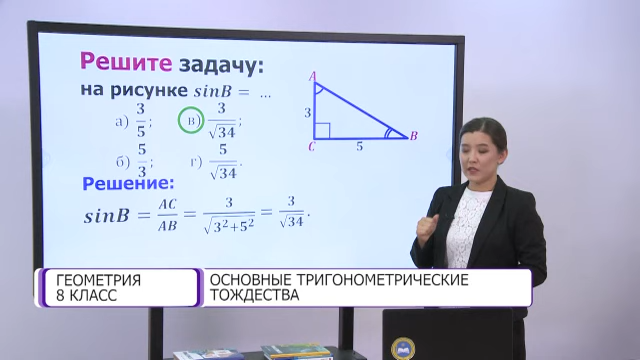 Решите задачу:
на рисунке sinB = ...
а) 3/5; в) 3/√34;
б) 5/3; г) 5/√34.
Решение:
sinB = AC/AB = 3/√(3²+5²) = 3/√34.
A
3
C 5 B
ГЕОМЕТРИЯ
8 КЛАСС
ОСНОВНЫЕ ТРИГОНОМЕТРИЧЕСКИЕ
ТОЖДЕСТВА